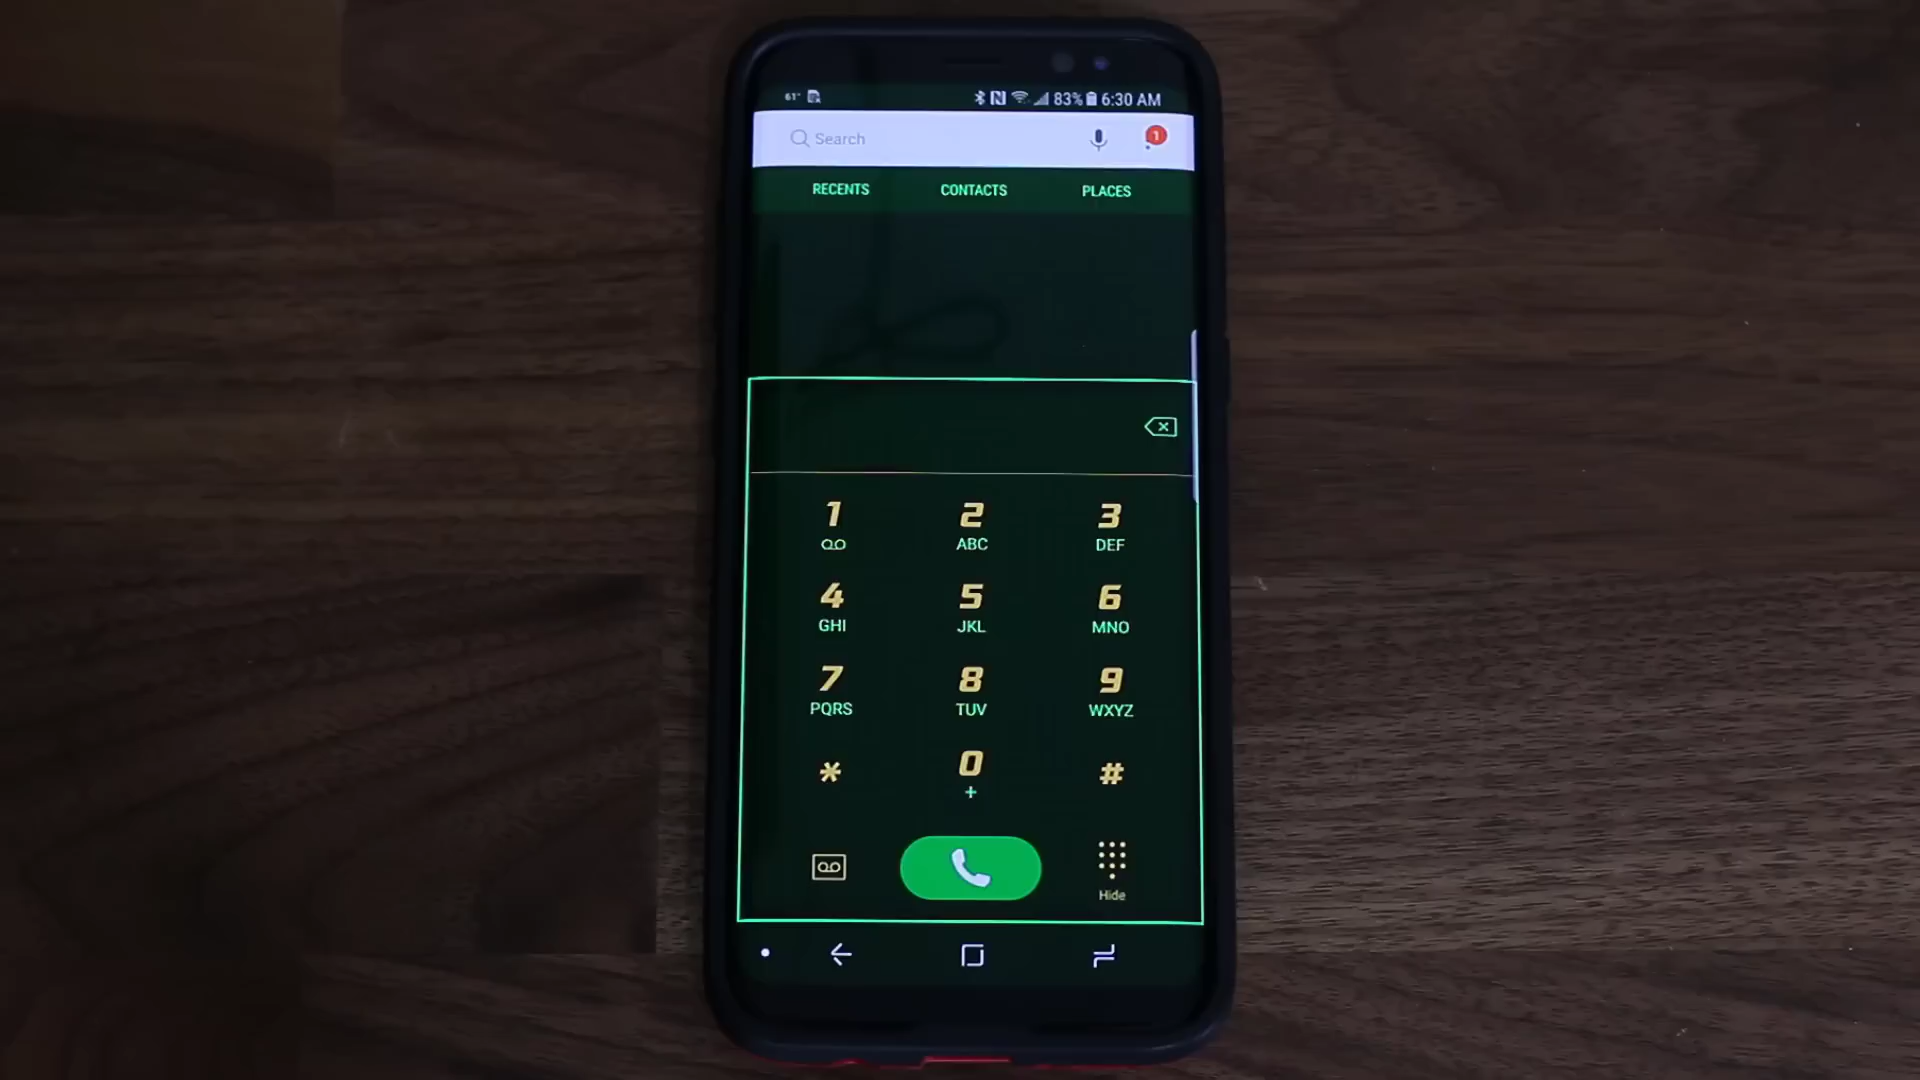 61° 83% 6:30 AM
Search 1
RECENTS CONTACTS PLACES
1 2 3
ABC DEF
4 5 6
GHI JKL MNO
7 8 9
PQRS TUV WXYZ
* 0 #
+
Hide